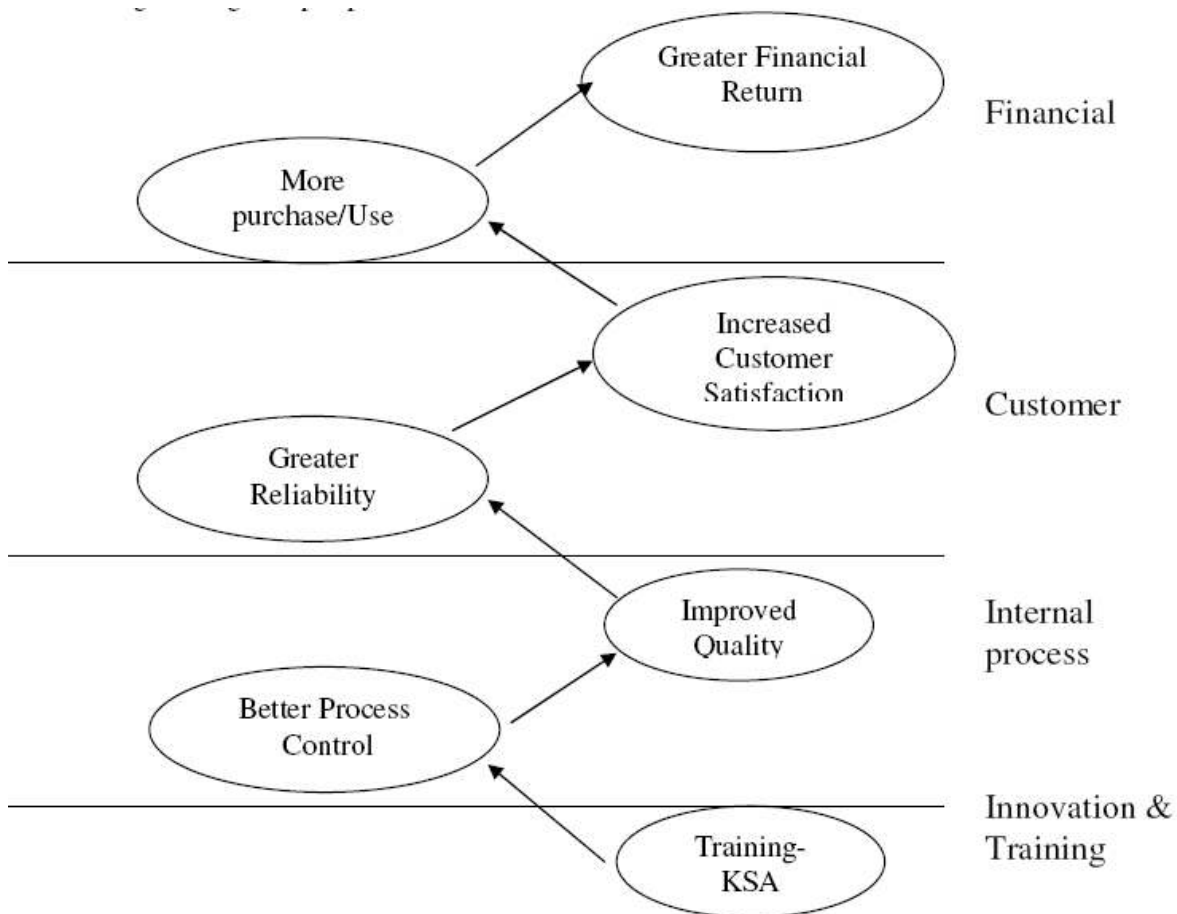 Greater Financial
Return
Financial
More
purchase/Use
Increased
Customer
Satisfaction
Customer
Greater
Reliability
Improved
Quality
Internal
process
Better Process
Control
Innovation &
Training
Training-
KSA